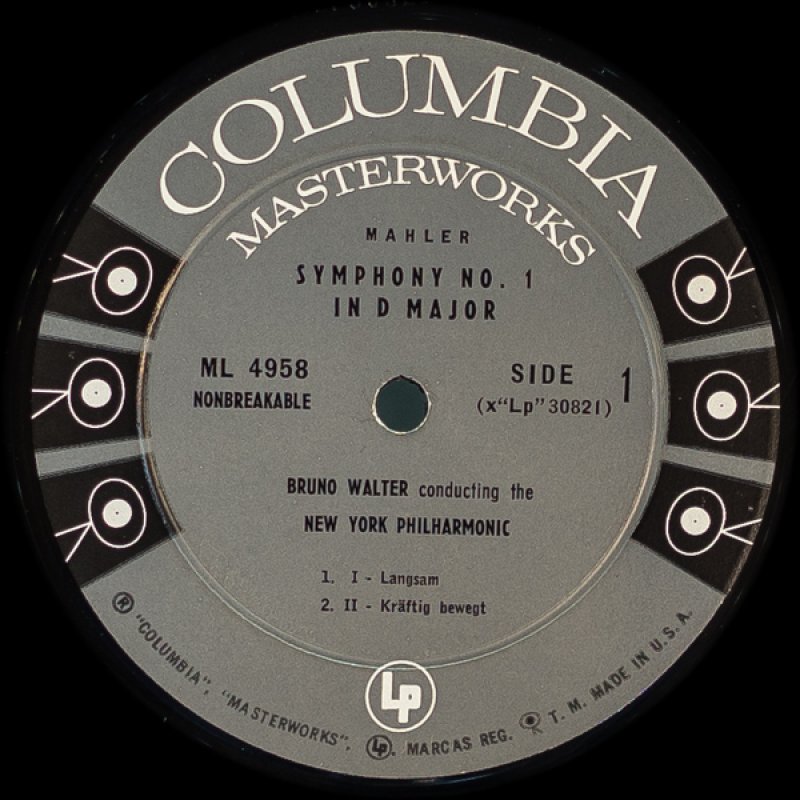 COLUMBIA
MASTERWORKS
MAHLER
SYMPHONY NO. 1
IN D MAJOR
ML 4958
NONBREAKABLE
SIDE 1
(x“Lp” 30821)
BRUNO WALTER conducting the
NEW YORK PHILHARMONIC
1. I - Langsam
2. II - Kräftig bewegt
Lp
® “COLUMBIA”, “MASTERWORKS”, Lp. MARCAS REG. T. M. MADE IN U. S. A.